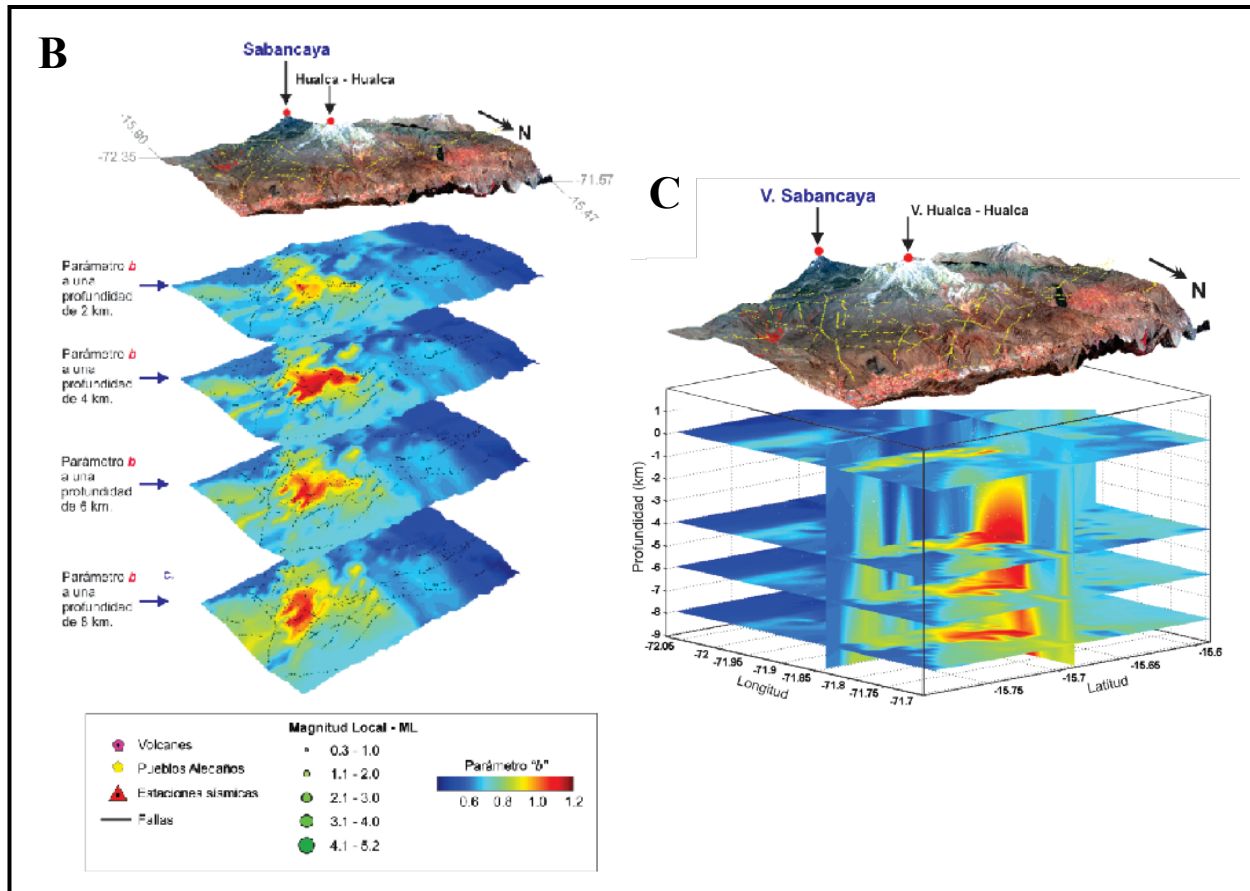 B
Sabancaya
Hualca - Hualca
-15.80
-72.35
N
-71.57
-15.47
Parámetro b
a una
profundidad
de 2 km.
Parámetro b
a una
profundidad
de 4 km.
Parámetro b
a una
profundidad
de 6 km.
Parámetro b
a una
profundidad
de 8 km.
Volcanes
Pueblos Alecaños
Estaciones sísmicas
Fallas
Magnitud Local - ML
0.3 - 1.0
1.1 - 2.0
2.1 - 3.0
3.1 - 4.0
4.1 - 5.2
Parámetro "b"
0.6 0.8 1.0 1.2
C
V. Sabancaya
V. Hualca - Hualca
N
Profundidad (km)
1
0
-1
-2
-3
-4
-5
-6
-7
-8
-9
-72.05
-72
-71.95
-71.9
-71.85
-71.8
-71.75
-71.7
Longitud
-15.75
-15.7
-15.65
-15.6
Latitud